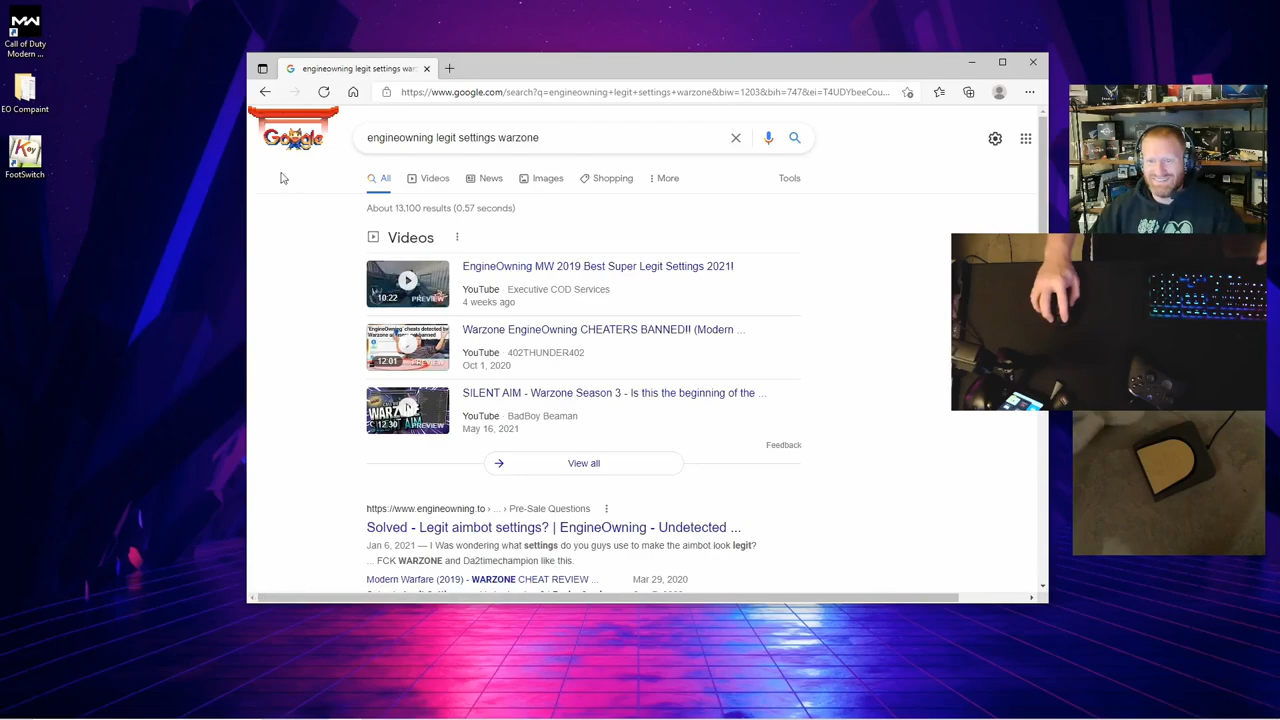 Call of Duty
Modern ...
EO Compaint
Key
FootSwitch
engineowning legit settings war
https://www.google.com/search?q=engineowning+legit+settings+warzone&biw=1203&bih=747&ei=T4UDYbeeCou...
Google
engineowning legit settings warzone
All
Videos
News
Images
Shopping
More
Tools
About 13,100 results (0.57 seconds)
Videos
10:22
PREVIEW
EngineOwning MW 2019 Best Super Legit Settings 2021!
YouTube · Executive COD Services
4 weeks ago
12:01
PREVIEW
Warzone EngineOwning CHEATERS BANNED!! (Modern ...
YouTube · 402THUNDER402
Oct 1, 2020
12:30
PREVIEW
SILENT AIM - Warzone Season 3 - Is this the beginning of the ...
YouTube · BadBoy Beaman
May 16, 2021
Feedback
View all
https://www.engineowning.to › ... › Pre-Sale Questions
Solved - Legit aimbot settings? | EngineOwning - Undetected ...
Jan 6, 2021 — I Was wondering what settings do you guys use to make the aimbot look legit?
... FCK WARZONE and Da2timechampion like this.
Modern Warfare (2019) - WARZONE CHEAT REVIEW ... Mar 29, 2020